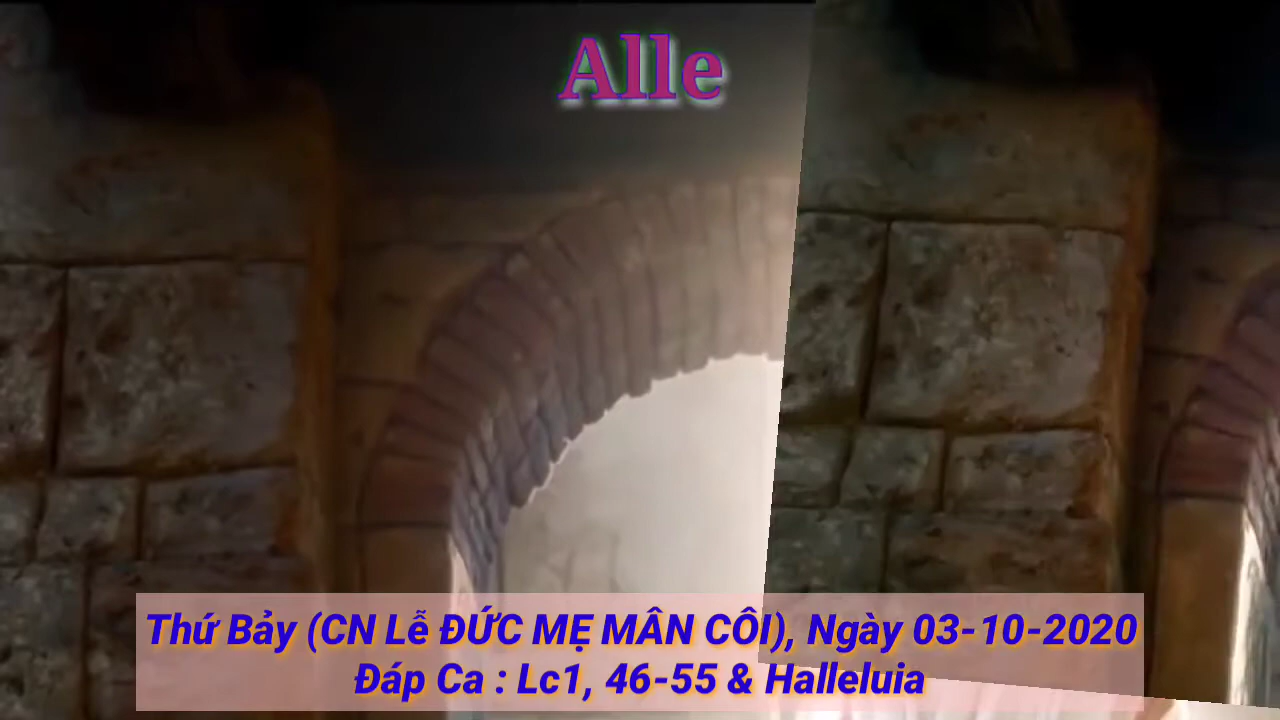 Alle
Thứ Bảy (CN Lễ ĐỨC MẸ MÂN CÔI), Ngày 03-10-2020
Đáp Ca : Lc1, 46-55 & Halleluia